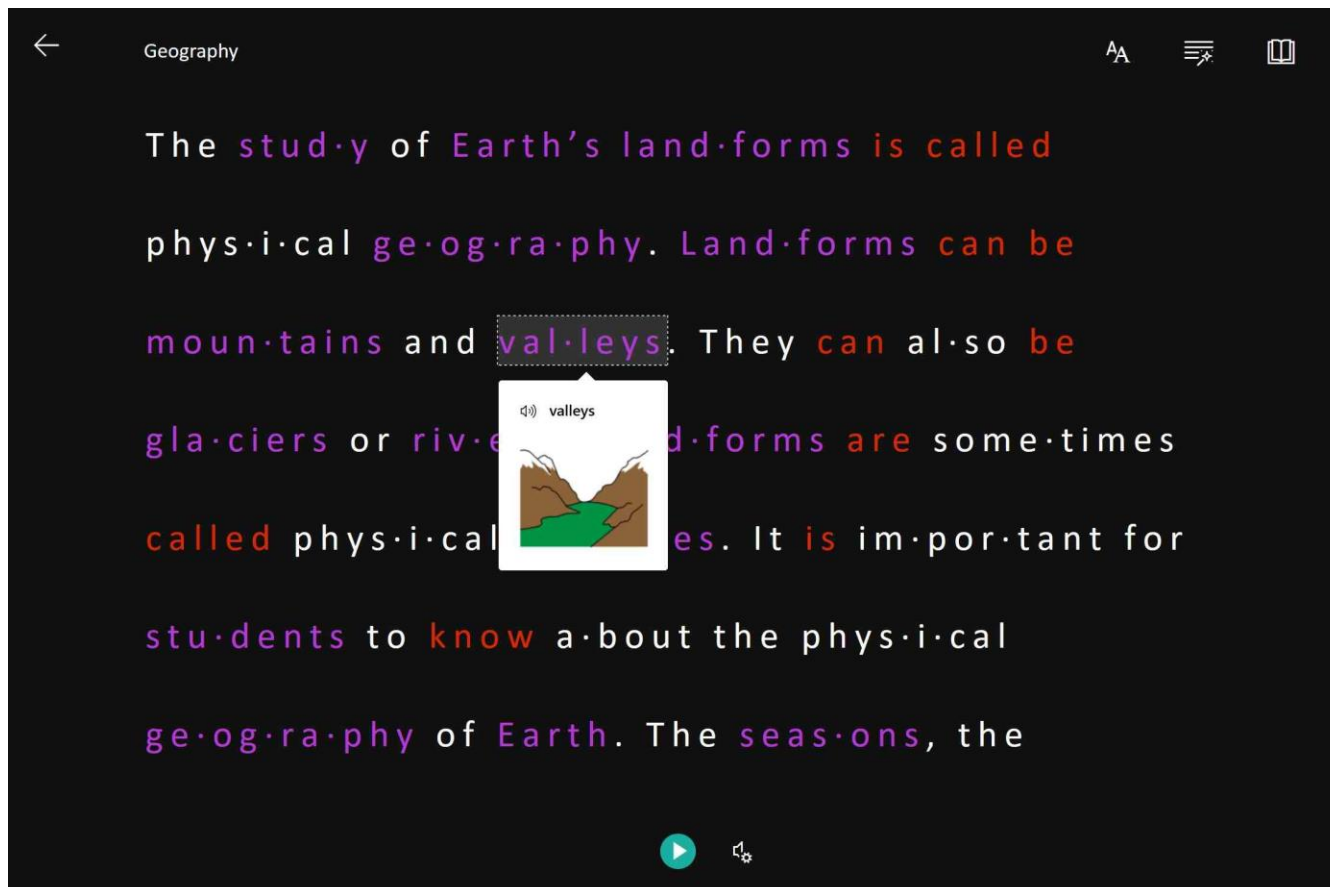 Geography
AA
The stud·y of Earth's land·forms is called
phys·i·cal ge·og·ra·phy. Land·forms can be
moun·tains and val·leys. They can al·so be
valleys
gla·ciers or d·forms are some·times
called phys·i·cal es. It is im·por·tant for
stu·dents to know a·bout the phys·i·cal
ge·og·ra·phy of Earth. The seas·ons, the